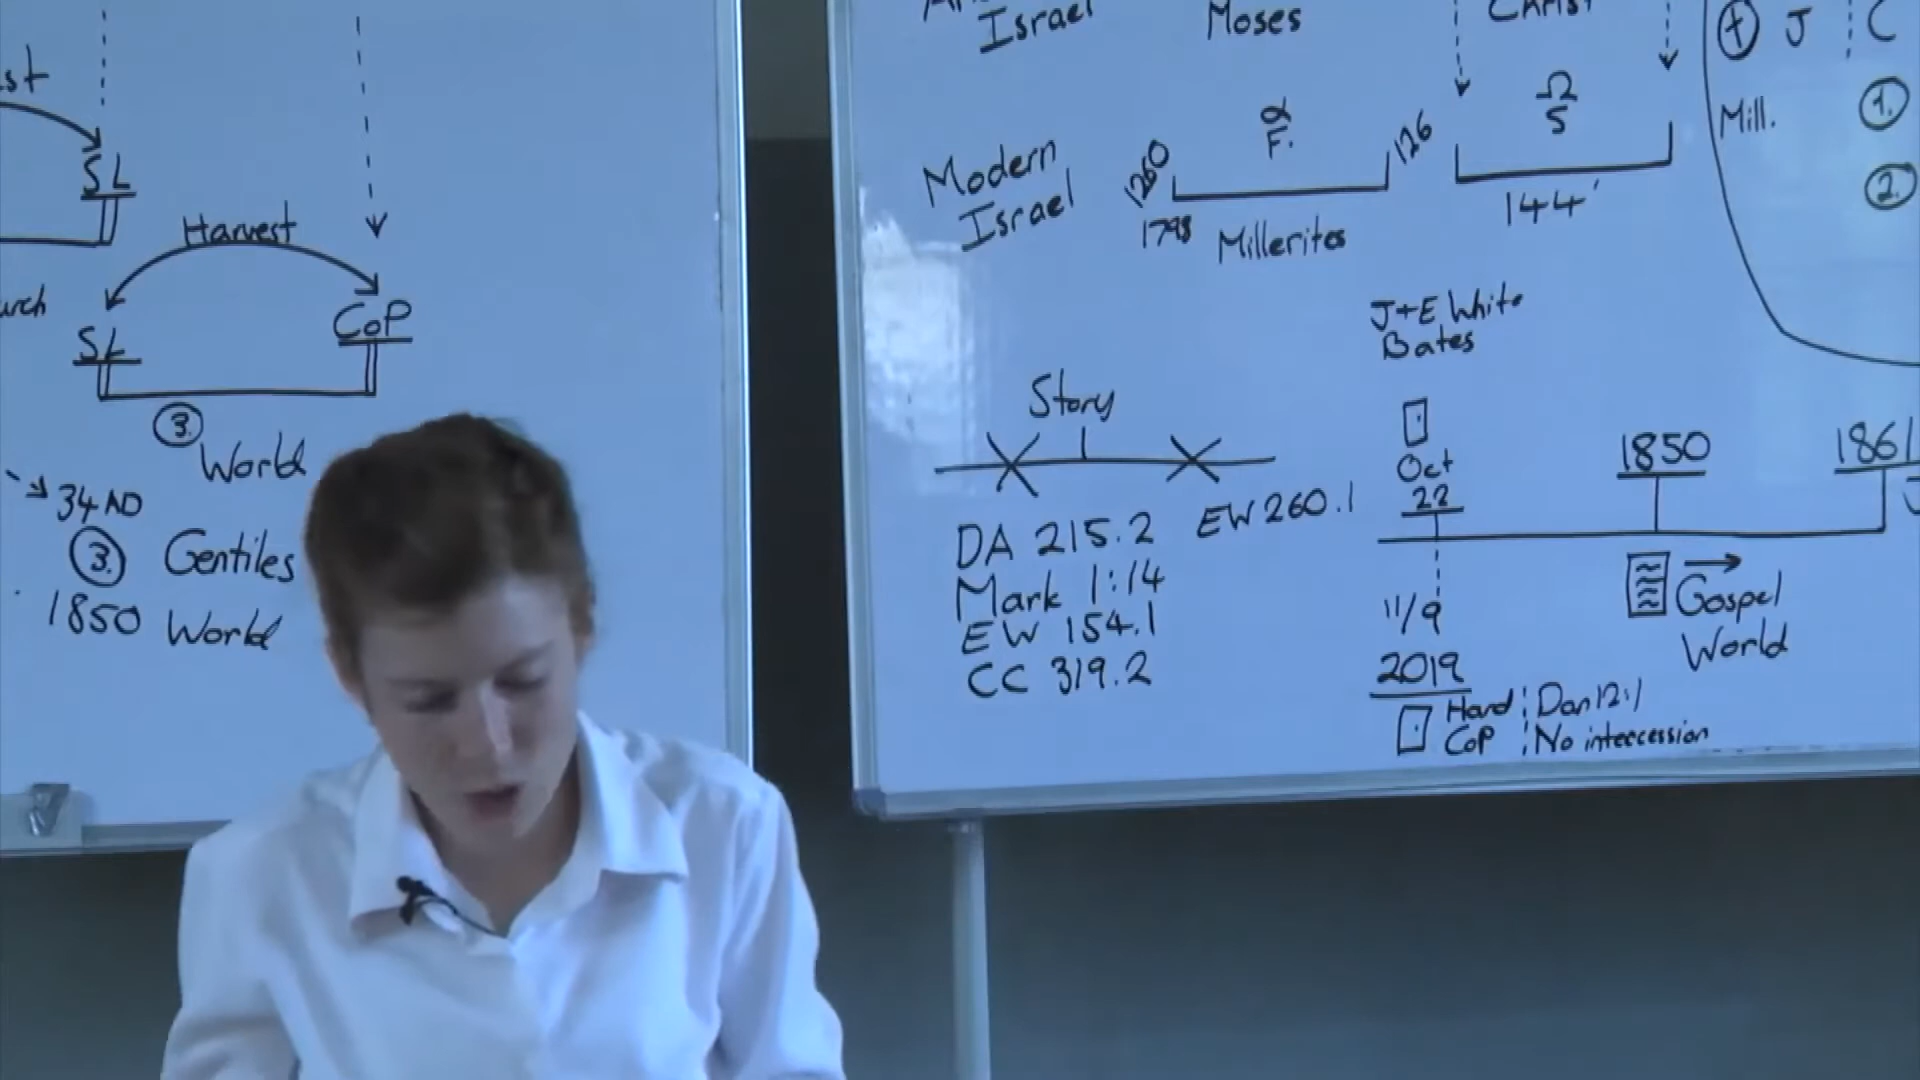 st
SL
Harvest
urch
SL
CoP
3.
World
34 AD
3.
Gentiles
1850 World
Israel
Moses
Christ
+ J C
α
F.
Ω
5
Mill.
1.
2.
Modern
Israel
1260
126
1798
Millerites
144'
J+E White
Bates
Story
Oct
22
1850
1861
J
DA 215.2 EW 260.1
Mark 1:14
EW 154.1
CC 319.2
11/9
2019
Gospel
World
Hard Dan 12:1
CoP No intercession